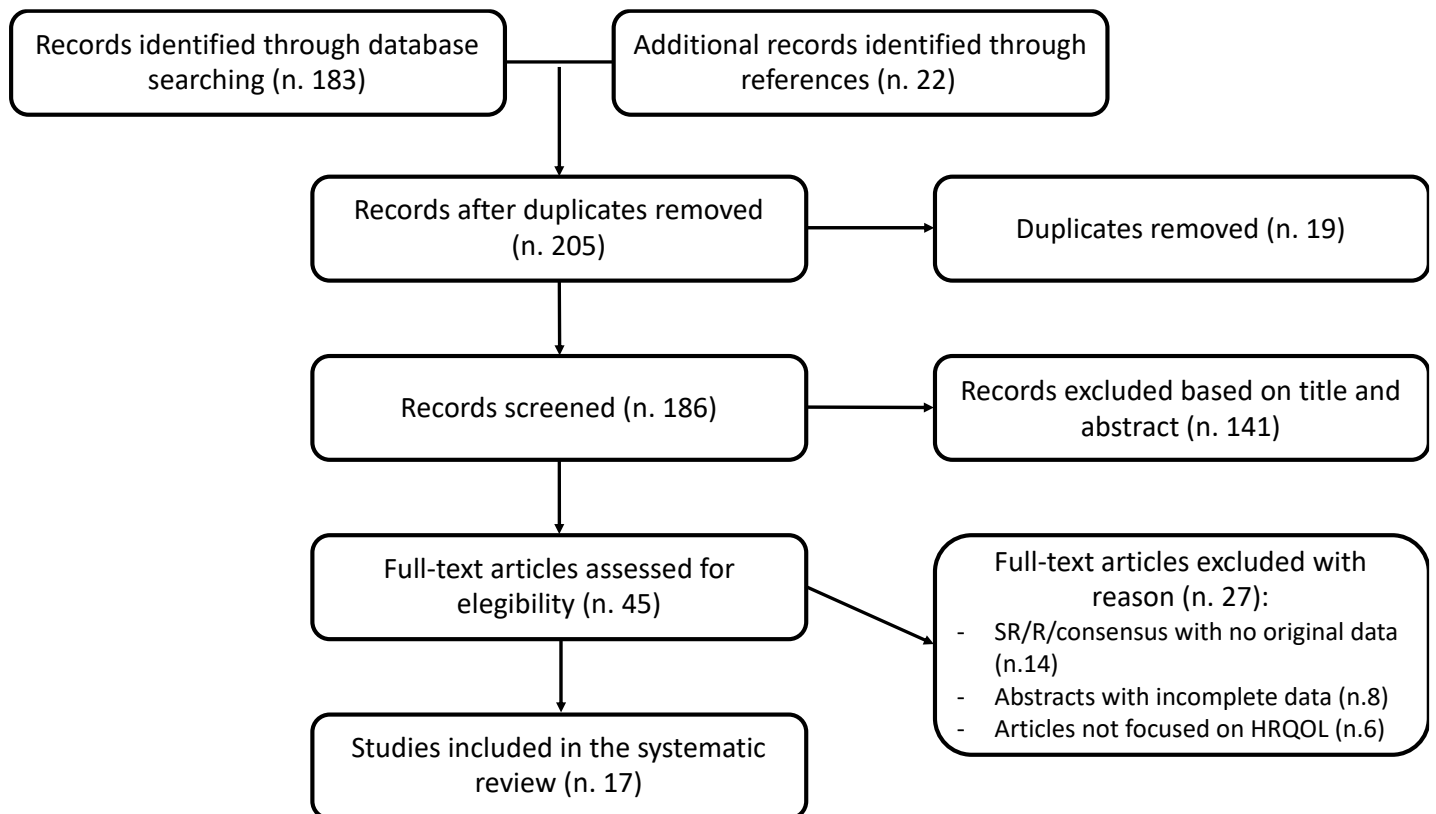 Records identified through database
searching (n. 183)
Additional records identified through
references (n. 22)
Records after duplicates removed
(n. 205)
Duplicates removed (n. 19)
Records screened (n. 186)
Records excluded based on title and
abstract (n. 141)
Full-text articles assessed for
elegibility (n. 45)
Full-text articles excluded with
reason (n. 27):
- SR/R/consensus with no original data
(n.14)
- Abstracts with incomplete data (n.8)
- Articles not focused on HRQOL (n.6)
Studies included in the systematic
review (n. 17)